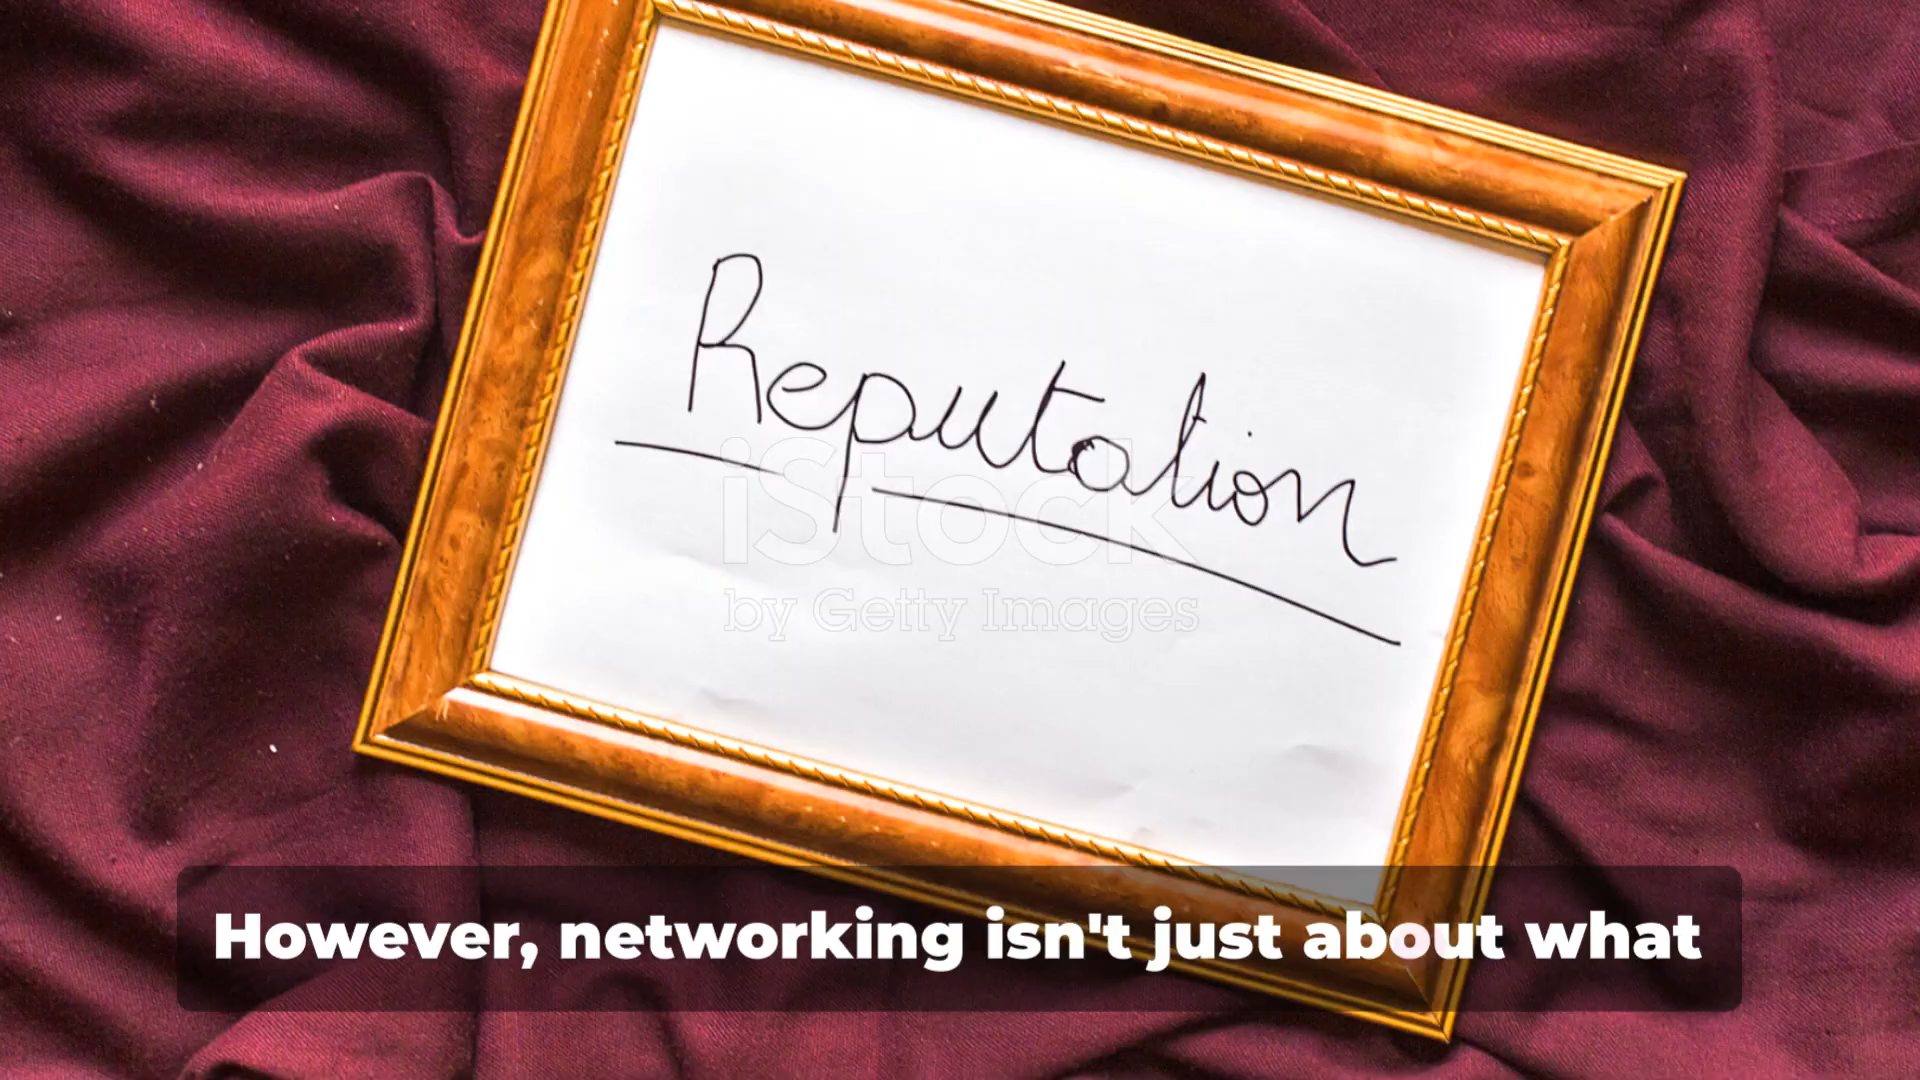 Reputation
iStock
by Getty Images
However, networking isn't just about what